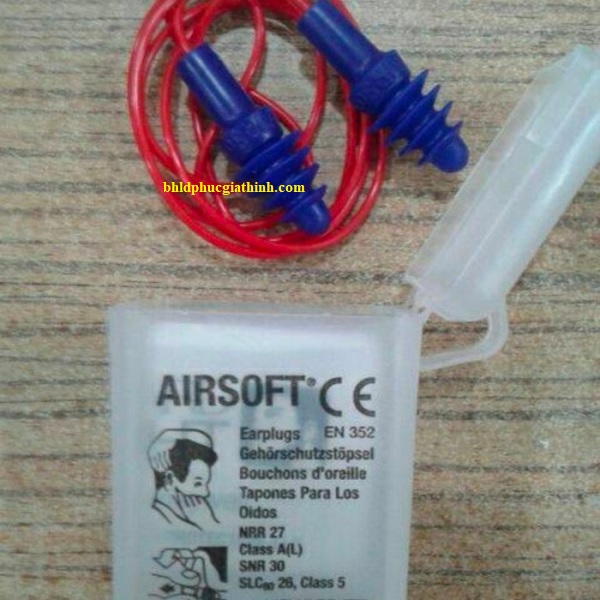 bhldphucgiathinh.com
AIRSOFT® CE
Earplugs EN 352
Gehörschutzstöpsel
Bouchons d'oreille
Tapones Para Los
Oidos
NRR 27
Class A(L)
SNR 30
SLC80 26, Class 5